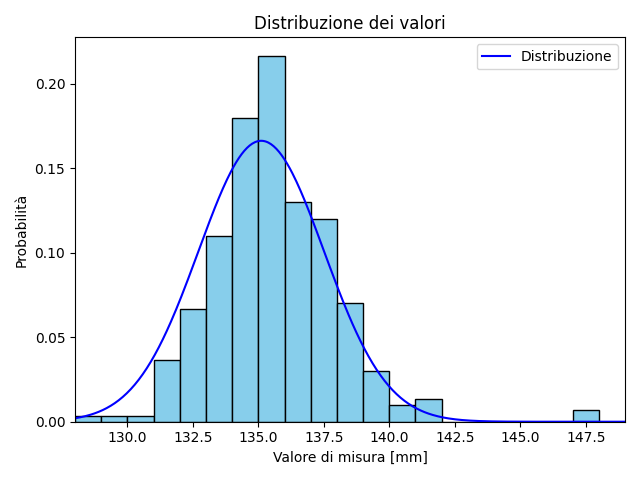 Distribuzione dei valori
Distribuzione
Probabilità
0.20
0.15
0.10
0.05
0.00
130.0 132.5 135.0 137.5 140.0 142.5 145.0 147.5
Valore di misura [mm]